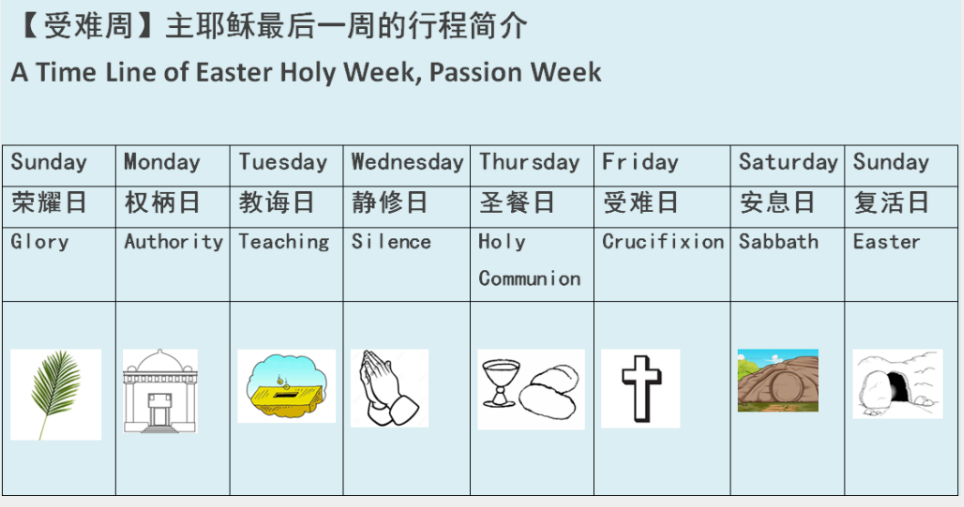 【受难周】主耶稣最后一周的行程简介
A Time Line of Easter Holy Week, Passion Week
Sunday Monday Tuesday Wednesday Thursday Friday Saturday Sunday
荣耀日 权柄日 教诲日 静修日 圣餐日 受难日 安息日 复活日
Glory Authority Teaching Silence Holy Crucifixion Sabbath Easter
Communion